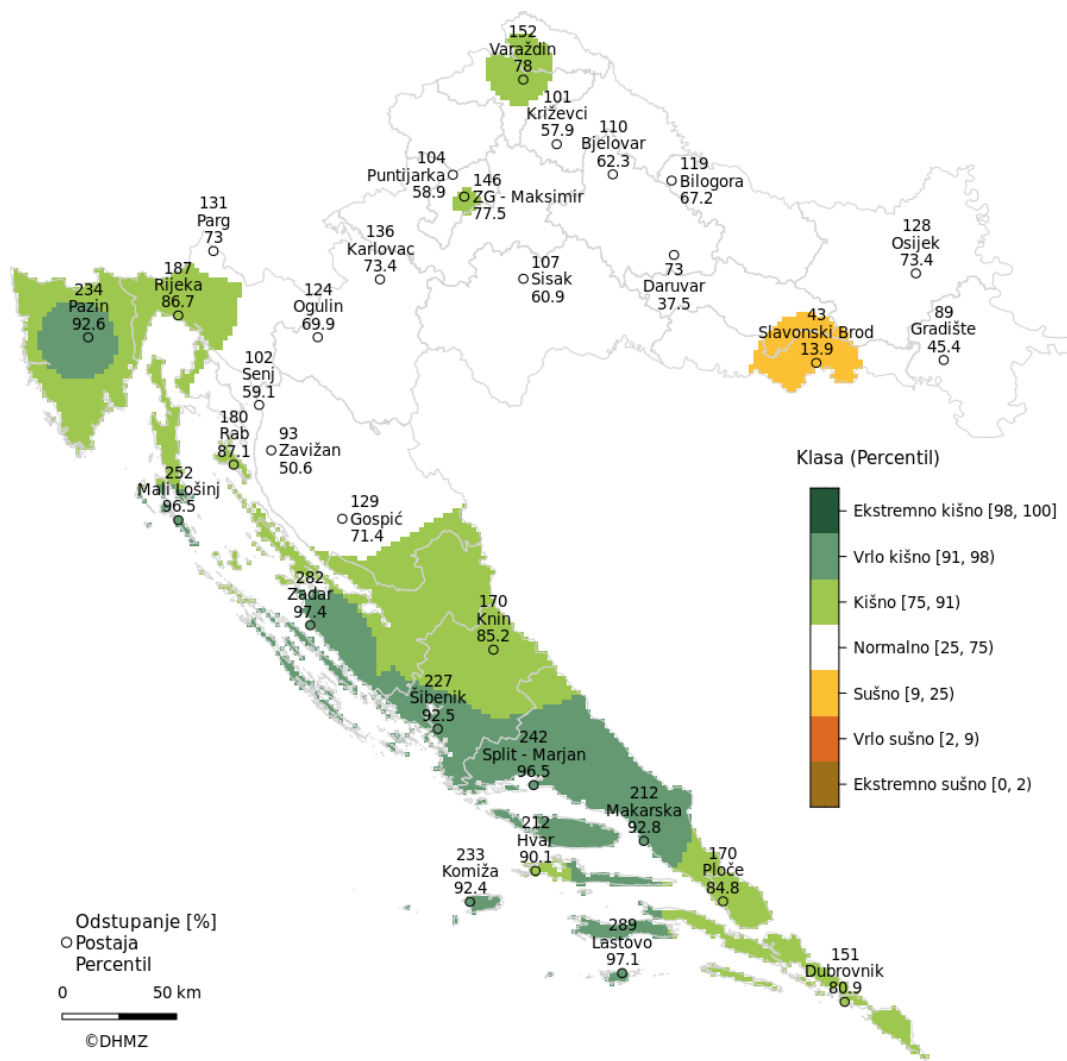 152
Varaždin
78
101
Križevci
57.9
110
Bjelovar
62.3
104
Puntijarka
58.9
146
ZG - Maksimir
77.5
119
Bilogora
67.2
131
Parg
73
136
Karlovac
73.4
128
Osijek
73.4
187
Rijeka
86.7
234
Pazin
92.6
124
Ogulin
69.9
107
Sisak
60.9
73
Daruvar
37.5
43
Slavonski Brod
13.9
89
Gradište
45.4
102
Senj
59.1
180
Rab
87.1
93
Zavižan
50.6
252
Mali Lošinj
96.5
129
Gospić
71.4
Klasa (Percentil)
Ekstremno kišno [98, 100]
Vrlo kišno [91, 98)
Kišno [75, 91)
Normalno [25, 75)
Sušno [9, 25)
Vrlo sušno [2, 9)
Ekstremno sušno [0, 2)
282
Zadar
97.4
170
Knin
85.2
227
Šibenik
92.5
242
Split - Marjan
96.5
212
Makarska
92.8
212
Hvar
90.1
233
Komiža
92.4
170
Ploče
84.8
289
Lastovo
97.1
151
Dubrovnik
80.9
Odstupanje [%]
Postaja
Percentil
0 50 km
©DHMZ